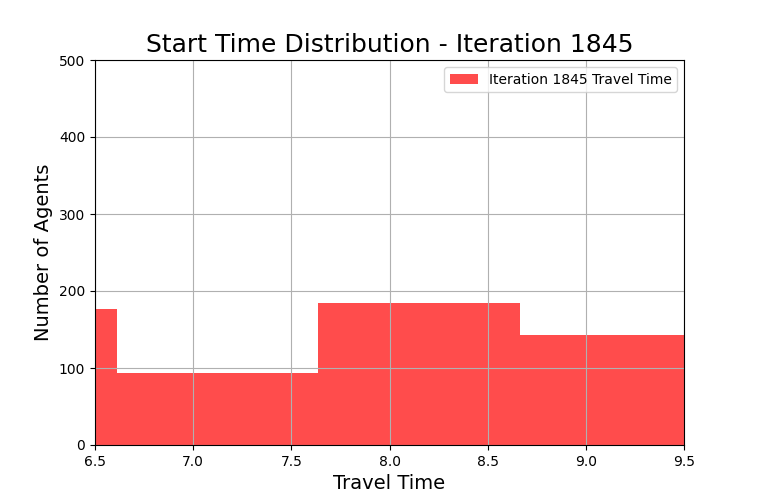 Start Time Distribution - Iteration 1845
Iteration 1845 Travel Time
Number of Agents
500
400
300
200
100
0
6.5 7.0 7.5 8.0 8.5 9.0 9.5
Travel Time